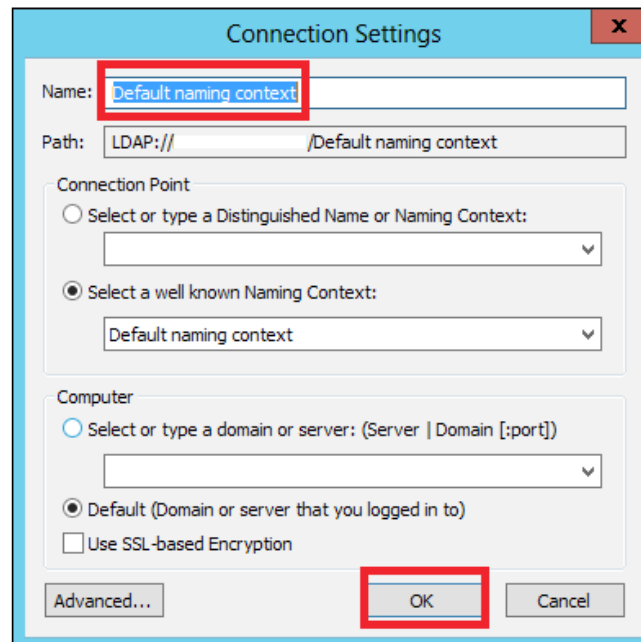 Connection Settings
x
Name: Default naming context
Path: LDAP:// /Default naming context
Connection Point
Select or type a Distinguished Name or Naming Context:
Select a well known Naming Context:
Default naming context
Computer
Select or type a domain or server: (Server | Domain [:port])
Default (Domain or server that you logged in to)
Use SSL-based Encryption
Advanced... OK Cancel